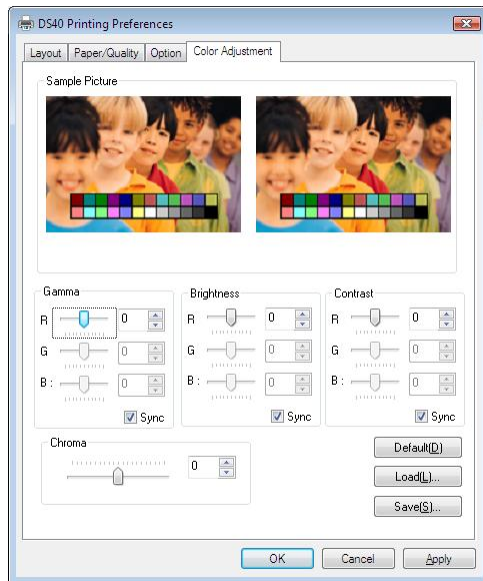 DS40 Printing Preferences
Layout Paper/Quality Option Color Adjustment
Sample Picture
Gamma Brightness Contrast
R 0 R 0 R 0
G 0 G 0 G 0
B : 0 B : 0 B : 0
Sync Sync Sync
Chroma
0
Default(D)
Load(L)...
Save(S)...
OK Cancel Apply